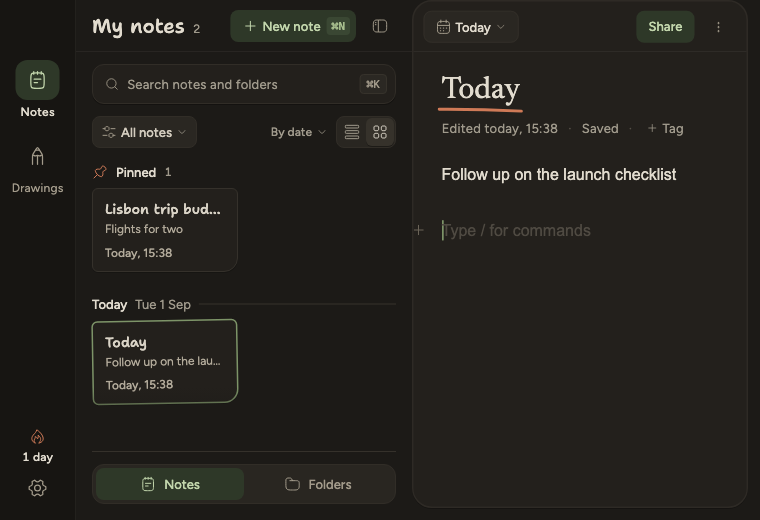 My notes 2
New note ⌘N
Today
Share
Notes
Drawings
Search notes and folders ⌘K
All notes
By date
Pinned 1
Lisbon trip bud...
Flights for two
Today, 15:38
Today Tue 1 Sep
Today
Follow up on the lau...
Today, 15:38
1 day
Notes
Folders
Today
Edited today, 15:38 · Saved · + Tag
Follow up on the launch checklist
Type / for commands